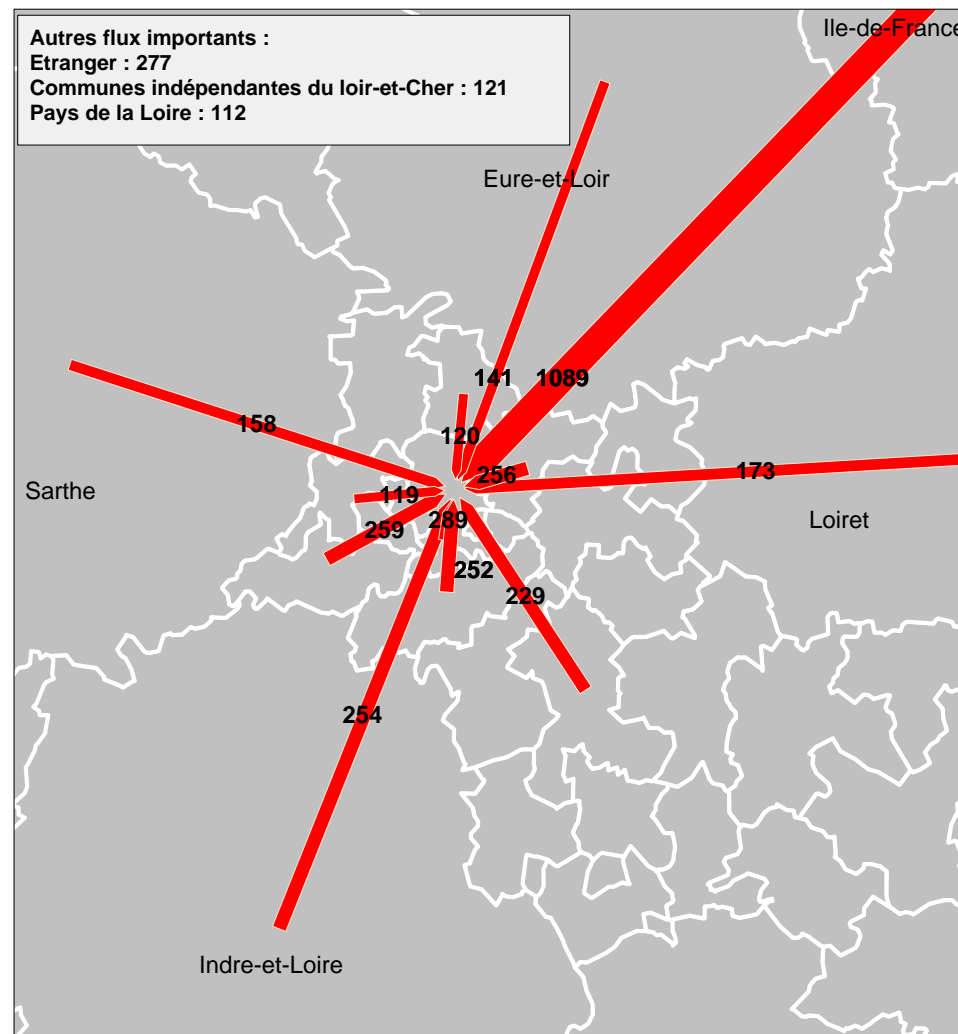 Autres flux importants :
Etranger : 277
Communes indépendantes du loir-et-Cher : 121
Pays de la Loire : 112
Ile-de-France
Eure-et-Loir
141
1089
158
120
256
173
Sarthe
119
289
Loiret
259
252
229
254
Indre-et-Loire